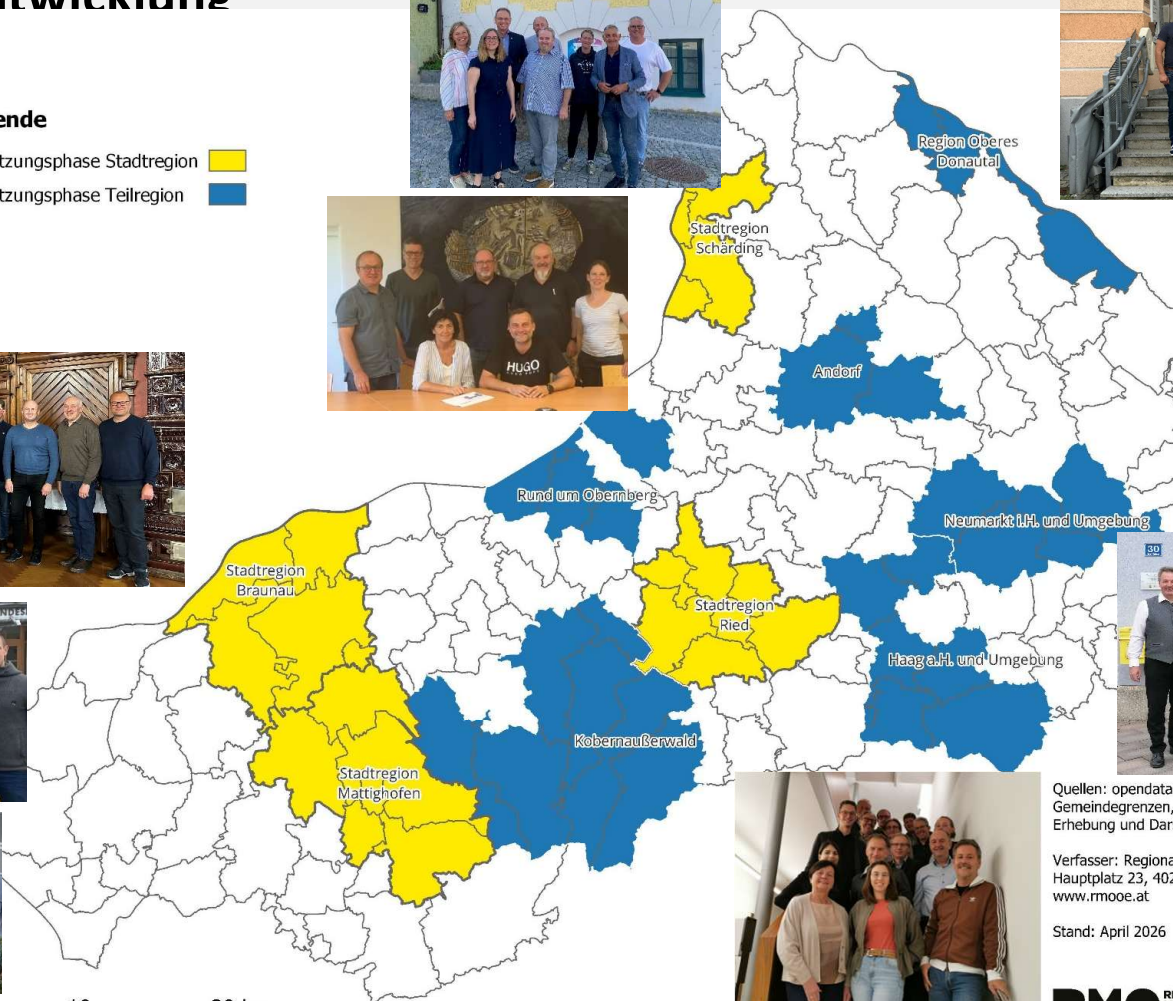 ntwicklung
ende
tzungsphase Stadtregion
tzungsphase Teilregion
Region Oberes
Donautal
Stadtregion
Schärding
Andorf
HUGO
Rund um Obernberg
Neumarkt i.H. und Umgebung
30
Stadtregion
Braunau
Stadtregion
Ried
Haag a.H. und Umgebung
Kobernaußerwald
Stadtregion
Mattighofen
Quellen: opendata
Gemeindegrenzen,
Erhebung und Dar
Verfasser: Regiona
Hauptplatz 23, 402
www.rmooe.at
Stand: April 2026